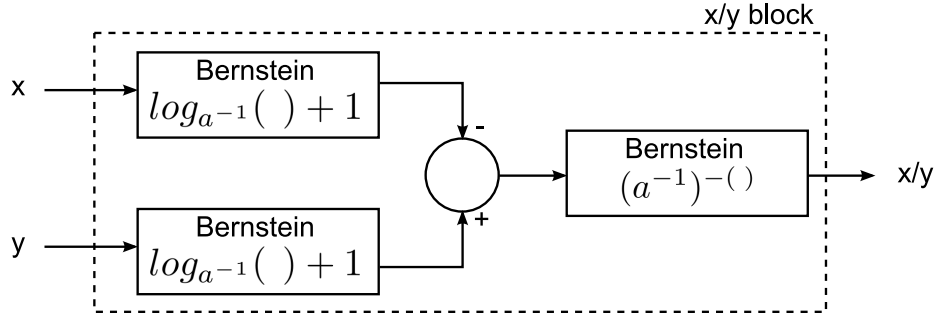 x/y block
x
Bernstein
$log_{a^{-1}}(\ ) + 1$
-
Bernstein
$(a^{-1})^{-(\ )}$
x/y
+
y
Bernstein
$log_{a^{-1}}(\ ) + 1$